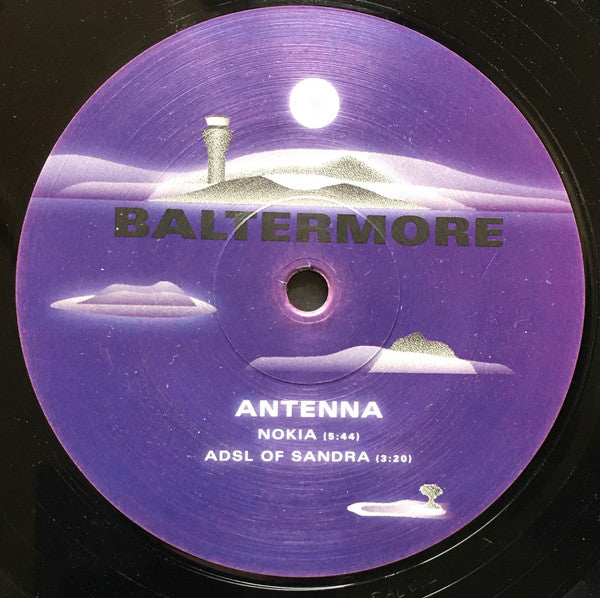 BALTERMORE
ANTENNA
NOKIA (5:44)
ADSL OF SANDRA (3:20)